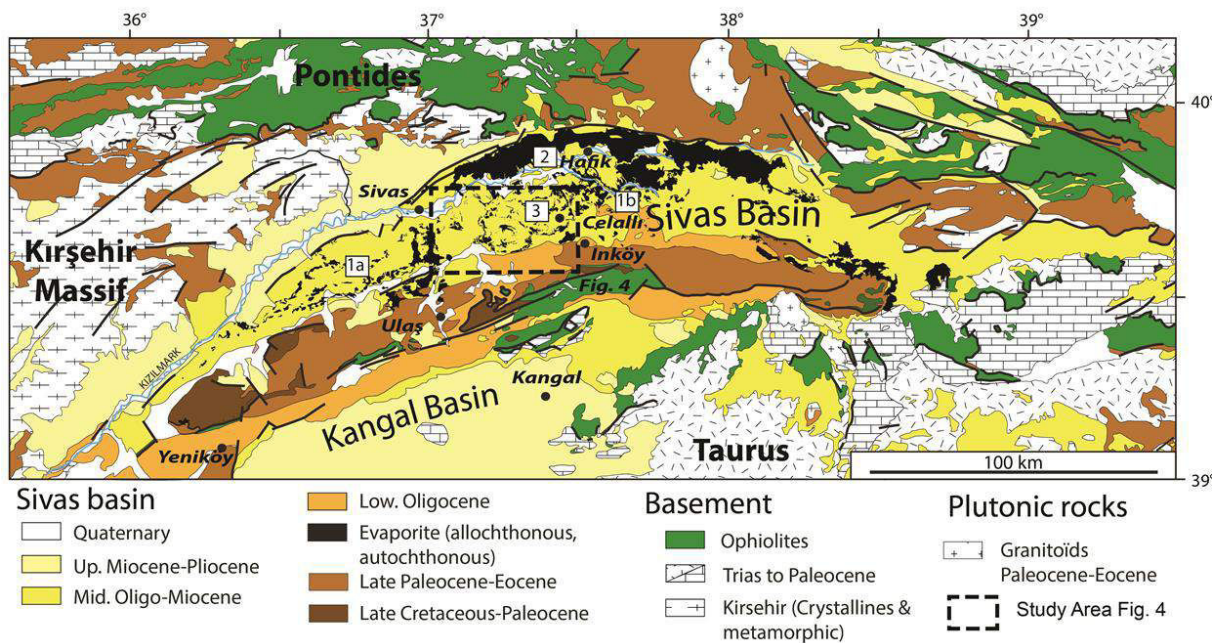 36°
37°
38°
39°
Pontides
40°
2
Hafik
Sivas
1b
3
Celallı
Sivas Basin
Kırşehir
Massif
Inköy
1a
Fig. 4
Ulaş
KIZILMARK
Kangal
Kangal Basin
Taurus
Yeniköy
100 km
39°
Sivas basin
Quaternary
Up. Miocene-Pliocene
Mid. Oligo-Miocene
Low. Oligocene
Evaporite (allochthonous,
autochthonous)
Late Paleocene-Eocene
Late Cretaceous-Paleocene
Basement
Ophiolites
Trias to Paleocene
Kirsehir (Crystallines &
metamorphic)
Plutonic rocks
Granitoïds
Paleocene-Eocene
Study Area Fig. 4